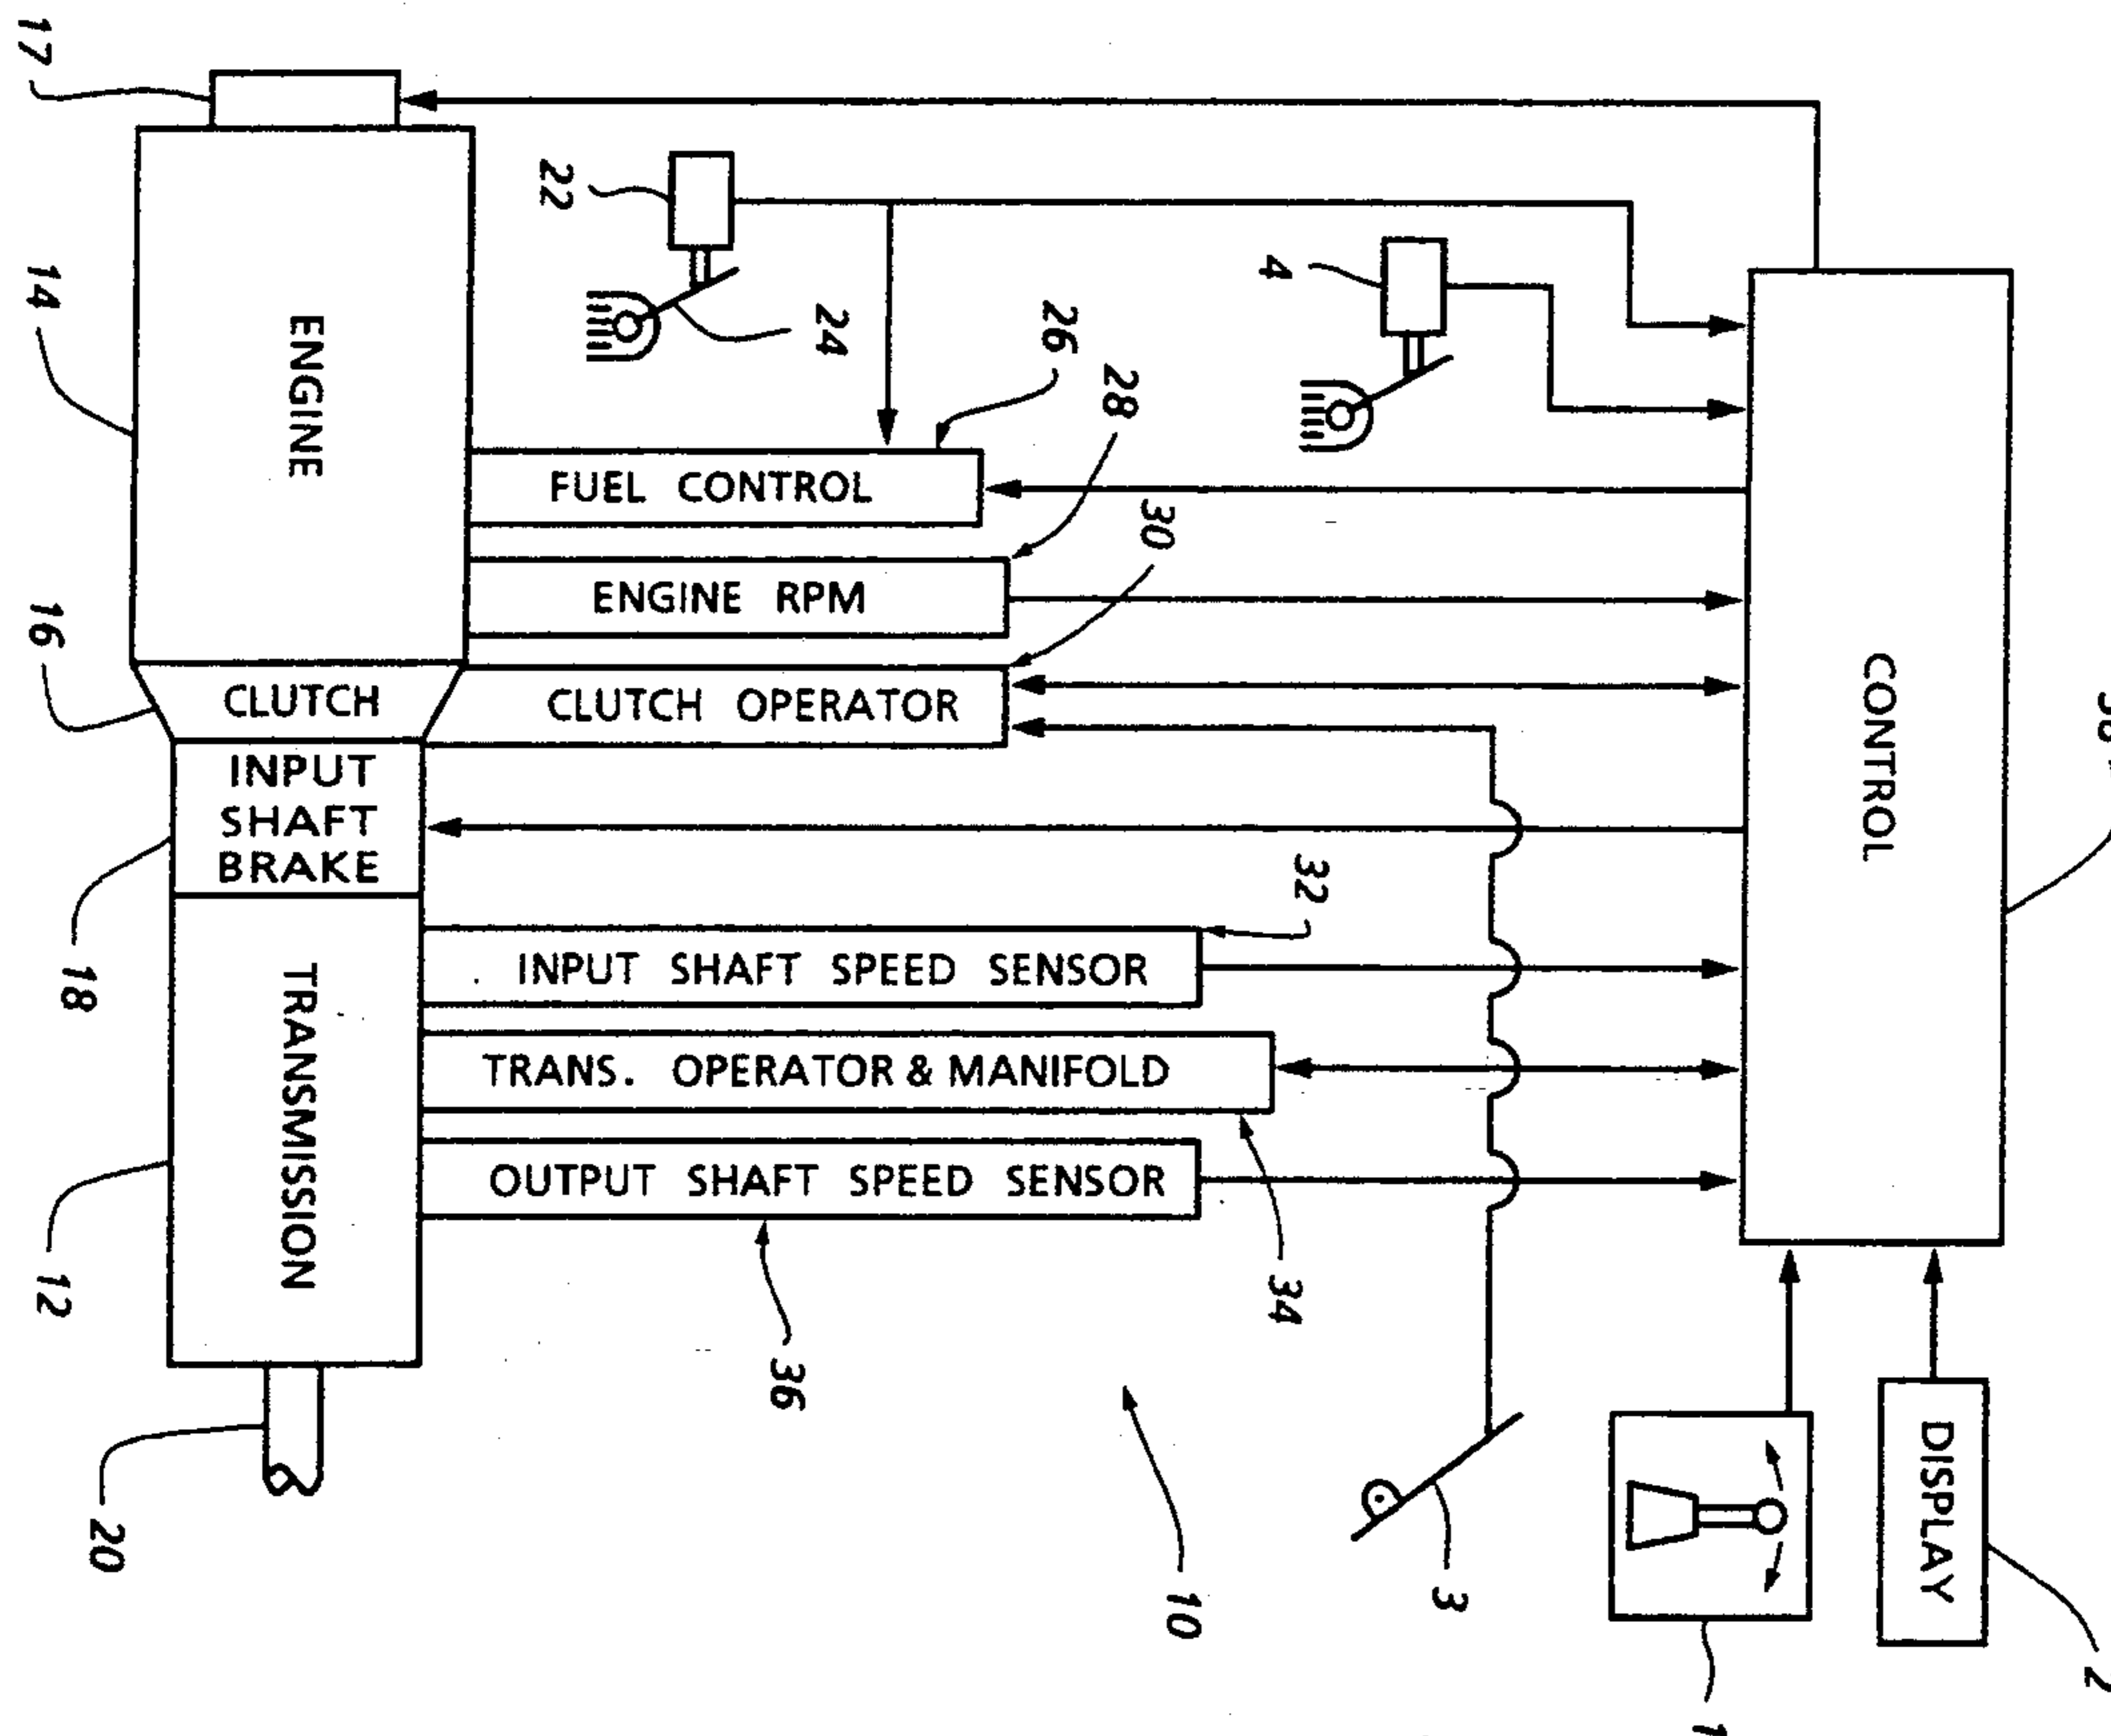 17
22
4
14
ENGINE
24
26
28
FUEL CONTROL
30
ENGINE RPM
16
CLUTCH
CLUTCH OPERATOR
CONTROL
INPUT
SHAFT
BRAKE
18
32
INPUT SHAFT SPEED SENSOR
TRANSMISSION
TRANS. OPERATOR & MANIFOLD
OUTPUT SHAFT SPEED SENSOR
12
34
36
20
10
3
DISPLAY
2
1